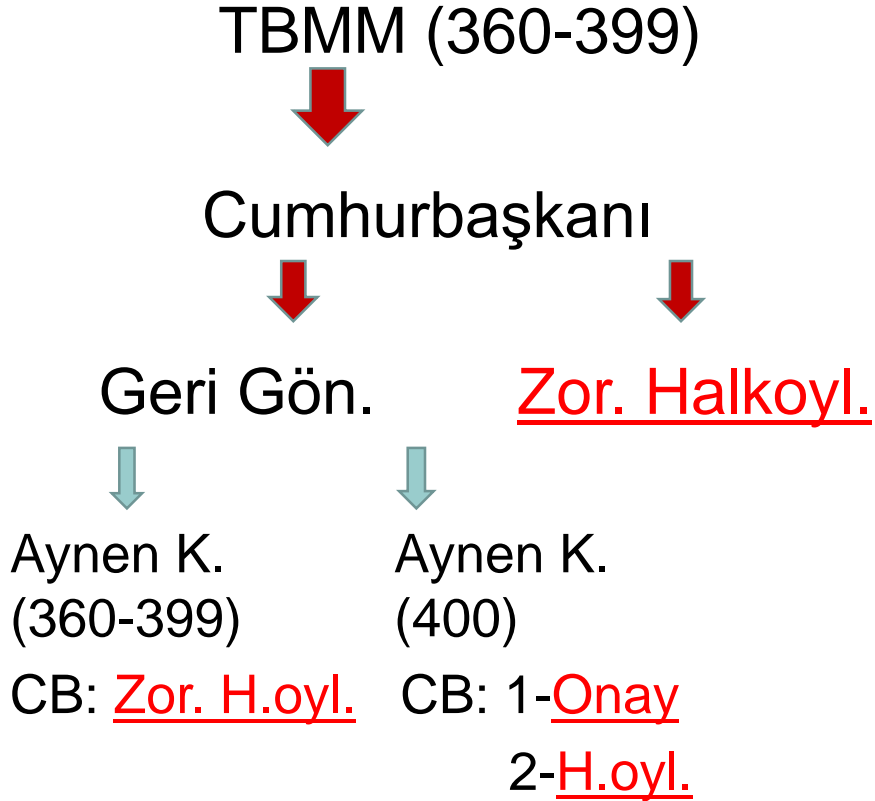 TBMM (360-399)
Cumhurbaşkanı
Geri Gön. Zor. Halkoyl.
Aynen K. Aynen K.
(360-399) (400)
CB: Zor. H.oyl. CB: 1-Onay
2-H.oyl.